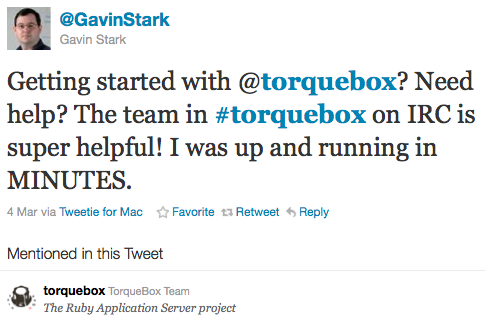 @GavinStark
Gavin Stark
Getting started with @torquebox? Need
help? The team in #torquebox on IRC is
super helpful! I was up and running in
MINUTES.
4 Mar via Tweetie for Mac Favorite Retweet Reply
Mentioned in this Tweet
torquebox TorqueBox Team
The Ruby Application Server project